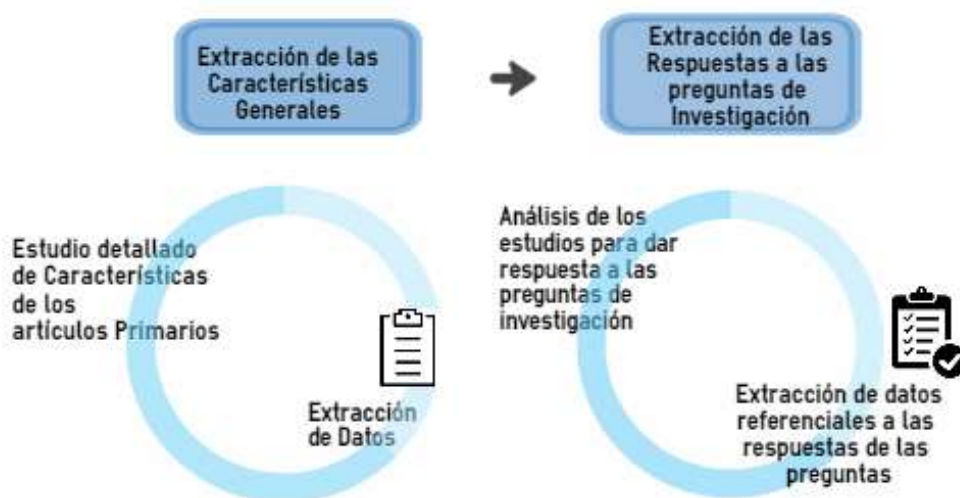 Extracción de las
Características
Generales
Extracción de las
Respuestas a las
preguntas de
Investigación
Estudio detallado
de Características
de los
artículos Primarios
Extracción
de Datos
Análisis de los
estudios para dar
respuesta a las
preguntas de
investigación
Extracción de datos
referenciales a las
respuestas de las
preguntas